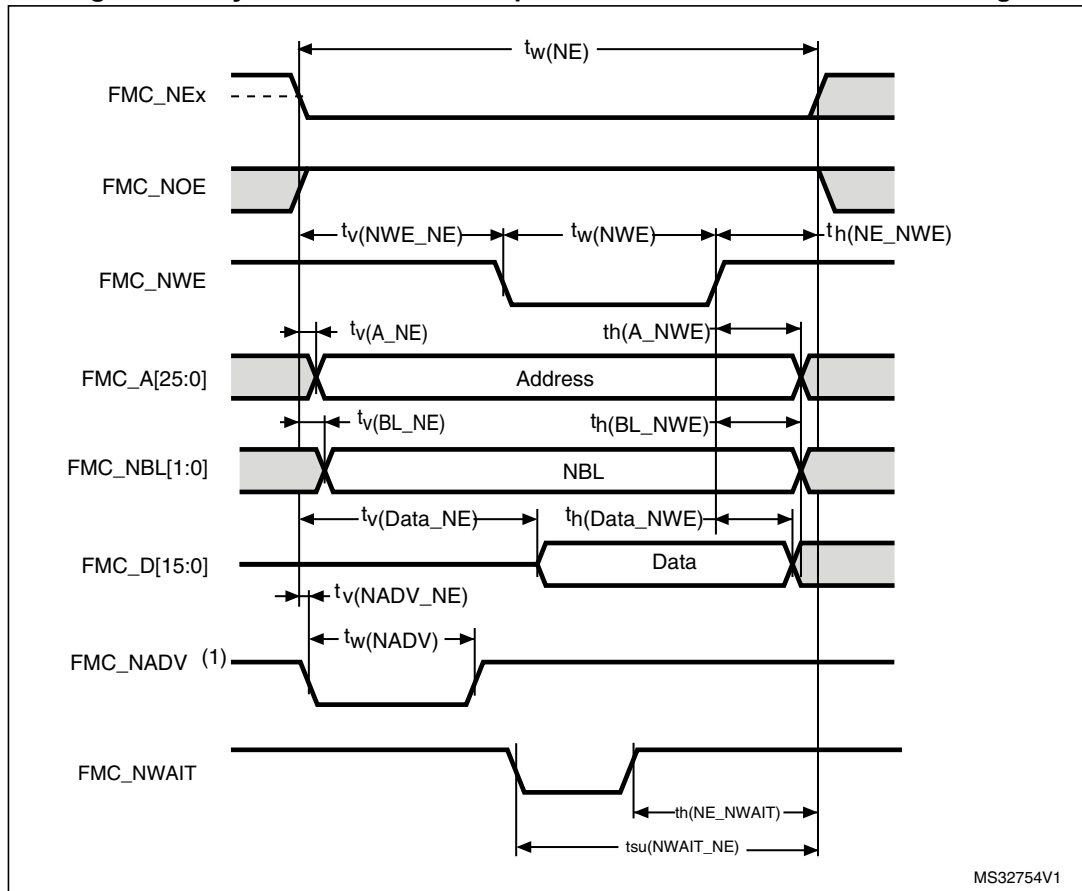 tw(NE)
FMC_NEx
FMC_NOE
tv(NWE_NE) tw(NWE) th(NE_NWE)
FMC_NWE
tv(A_NE) th(A_NWE)
FMC_A[25:0] Address
tv(BL_NE) th(BL_NWE)
FMC_NBL[1:0] NBL
tv(Data_NE) th(Data_NWE)
FMC_D[15:0] Data
tv(NADV_NE)
tw(NADV)
FMC_NADV (1)
FMC_NWAIT
th(NE_NWAIT)
tsu(NWAIT_NE)
MS32754V1